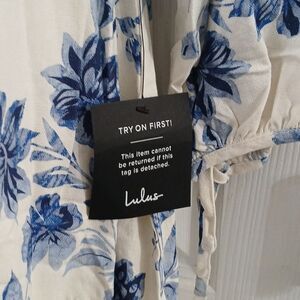 TRY ON FIRST!
This item cannot
be returned if this
tag is detached.
Lulus